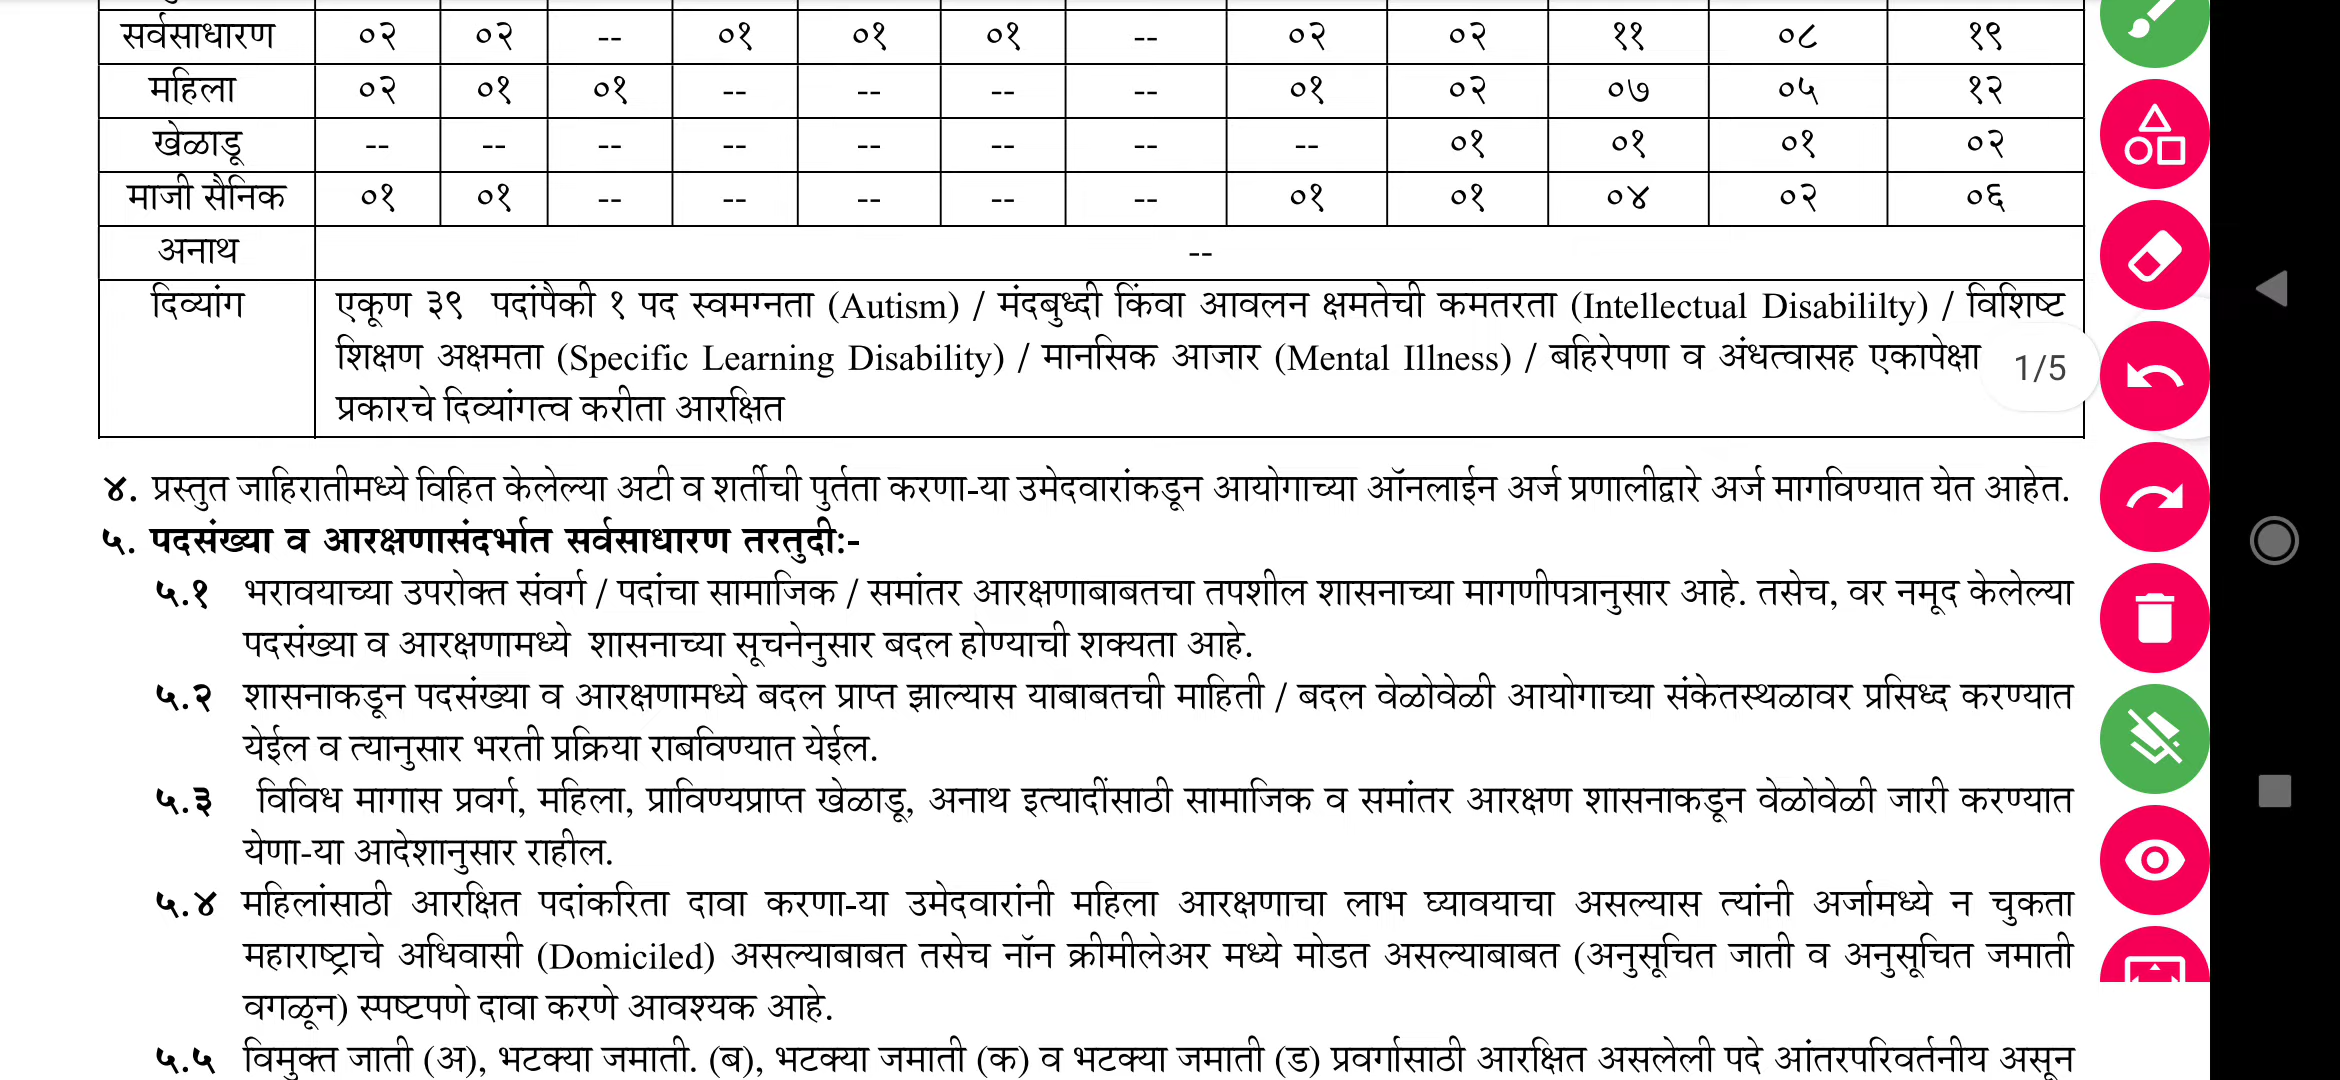 सर्वसाधारण ०२ ०२ -- ०१ ०१ ०१ -- ०२ ०२ ११ ०८ १९
महिला ०२ ०१ ०१ -- -- -- -- ०१ ०२ ०७ ०५ १२
खेळाडू -- -- -- -- -- -- -- -- ०१ ०१ ०१ ०२
माजी सैनिक ०१ ०१ -- -- -- -- -- ०१ ०१ ०४ ०२ ०६
अनाथ --
दिव्यांग एकूण ३९ पदांपैकी १ पद स्वमग्नता (Autism) / मंदबुध्दी किंवा आवलन क्षमतेची कमतरता (Intellectual Disabililty) / विशिष्ट
शिक्षण अक्षमता (Specific Learning Disability) / मानसिक आजार (Mental Illness) / बहिरेपणा व अंधत्वासह एकापेक्षा
1/5
प्रकारचे दिव्यांगत्व करीता आरक्षित
४. प्रस्तुत जाहिरातीमध्ये विहित केलेल्या अटी व शर्तीची पुर्तता करणा-या उमेदवारांकडून आयोगाच्या ऑनलाईन अर्ज प्रणालीद्वारे अर्ज मागविण्यात येत आहेत.
५. पदसंख्या व आरक्षणासंदर्भात सर्वसाधारण तरतुदी:-
५.१ भरावयाच्या उपरोक्त संवर्ग / पदांचा सामाजिक / समांतर आरक्षणाबाबतचा तपशील शासनाच्या मागणीपत्रानुसार आहे. तसेच, वर नमूद केलेल्या
पदसंख्या व आरक्षणामध्ये शासनाच्या सूचनेनुसार बदल होण्याची शक्यता आहे.
५.२ शासनाकडून पदसंख्या व आरक्षणामध्ये बदल प्राप्त झाल्यास याबाबतची माहिती / बदल वेळोवेळी आयोगाच्या संकेतस्थळावर प्रसिध्द करण्यात
येईल व त्यानुसार भरती प्रक्रिया राबविण्यात येईल.
५.३ विविध मागास प्रवर्ग, महिला, प्राविण्यप्राप्त खेळाडू, अनाथ इत्यादींसाठी सामाजिक व समांतर आरक्षण शासनाकडून वेळोवेळी जारी करण्यात
येणा-या आदेशानुसार राहील.
५.४ महिलांसाठी आरक्षित पदांकरिता दावा करणा-या उमेदवारांनी महिला आरक्षणाचा लाभ घ्यावयाचा असल्यास त्यांनी अर्जामध्ये न चुकता
महाराष्ट्राचे अधिवासी (Domiciled) असल्याबाबत तसेच नॉन क्रीमीलेअर मध्ये मोडत असल्याबाबत (अनुसूचित जाती व अनुसूचित जमाती
वगळून) स्पष्टपणे दावा करणे आवश्यक आहे.
५.५ विमुक्त जाती (अ), भटक्या जमाती. (ब), भटक्या जमाती (क) व भटक्या जमाती (ड) प्रवर्गासाठी आरक्षित असलेली पदे आंतरपरिवर्तनीय असून